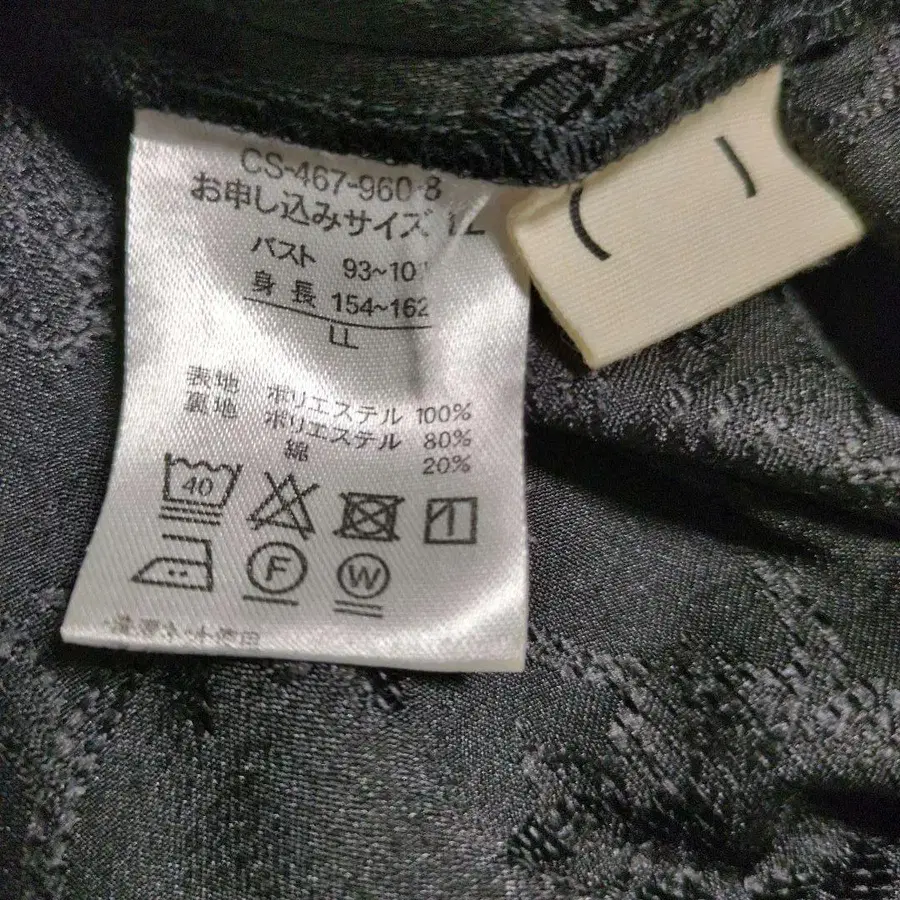 CS-467-960-8
お申し込みサイズ
バスト 93~10
身長 154~162
LL
表地 ポリエステル 100%
裏地 ポリエステル 80%
綿 20%
40
F
W